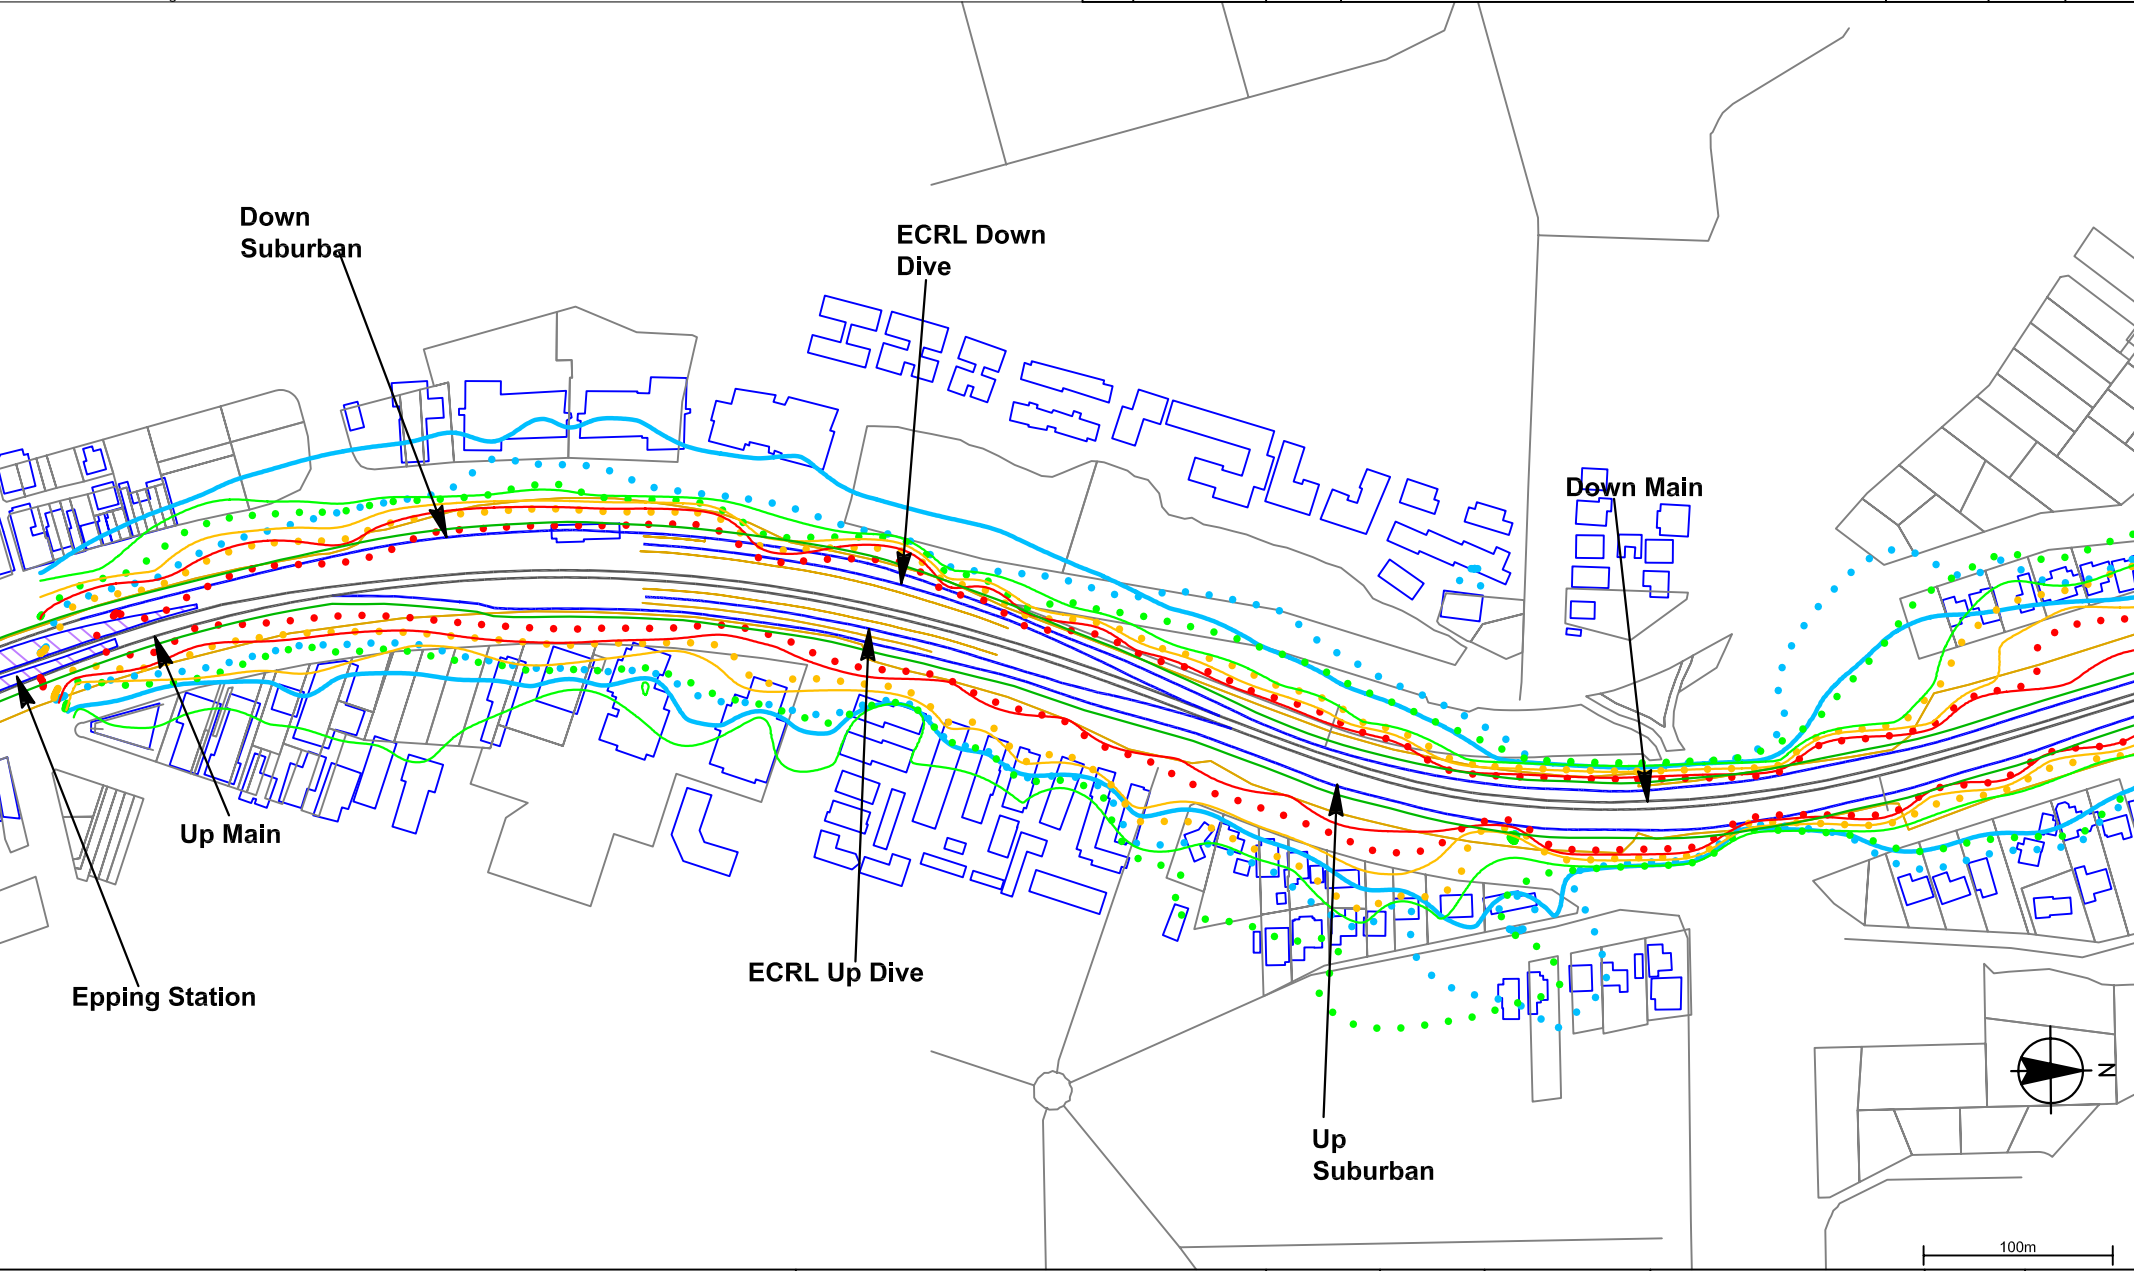 Down
Suburban
ECRL Down
Dive
Down Main
Up Main
ECRL Up Dive
Epping Station
Up
Suburban
N
100m